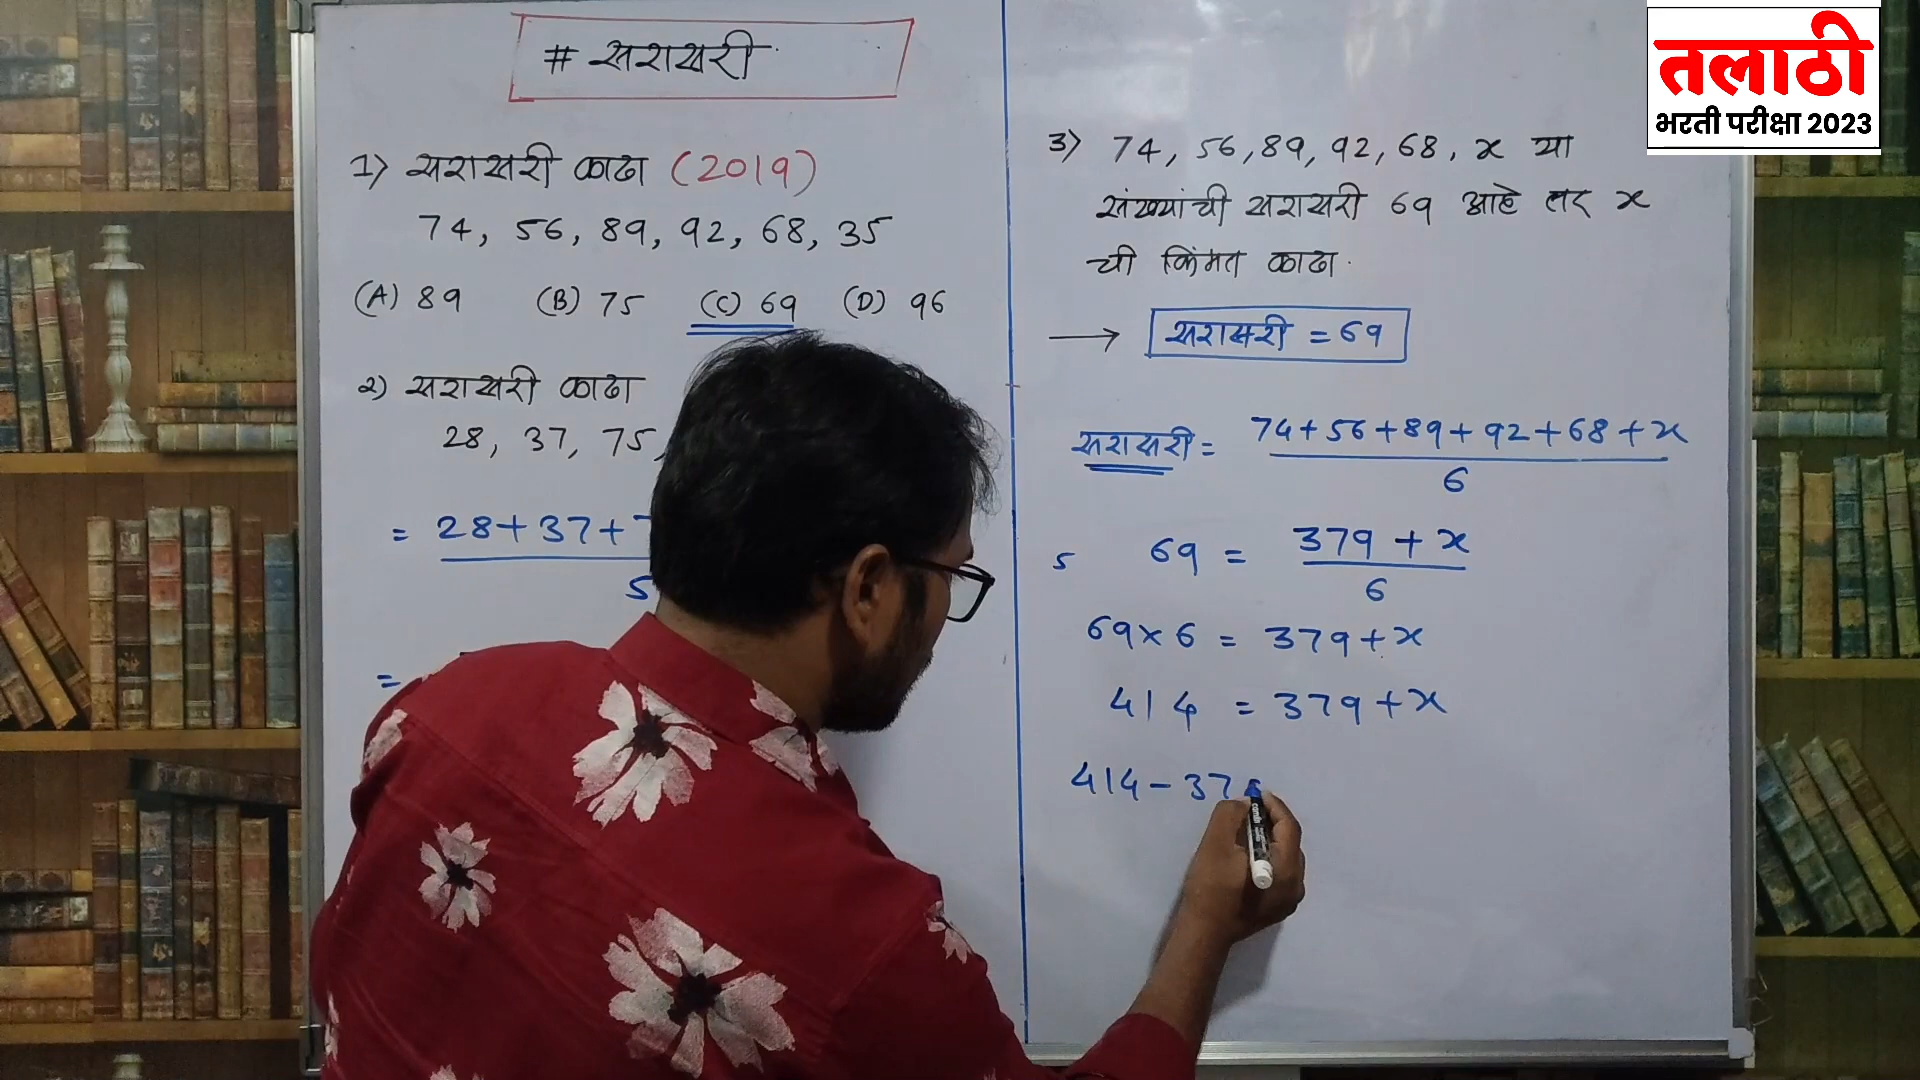 # सरासरी
1) सरासरी काढा (2019)
74, 56, 89, 92, 68, 35
(A) 89 (B) 75 (C) 69 (D) 96
२) सरासरी काढा
28, 37, 75,
= 28+37+
5
=
तलाठी
भरती परीक्षा 2023
3) 74, 56, 89, 92, 68, x या
संख्यांची सरासरी 69 आहे तर x
ची किंमत काढा.
→ सरासरी = 69
सरासरी = 74+56+89+92+68+x
6
5 69 = 379 + x
6
69×6 = 379+x
414 = 379+x
414-37